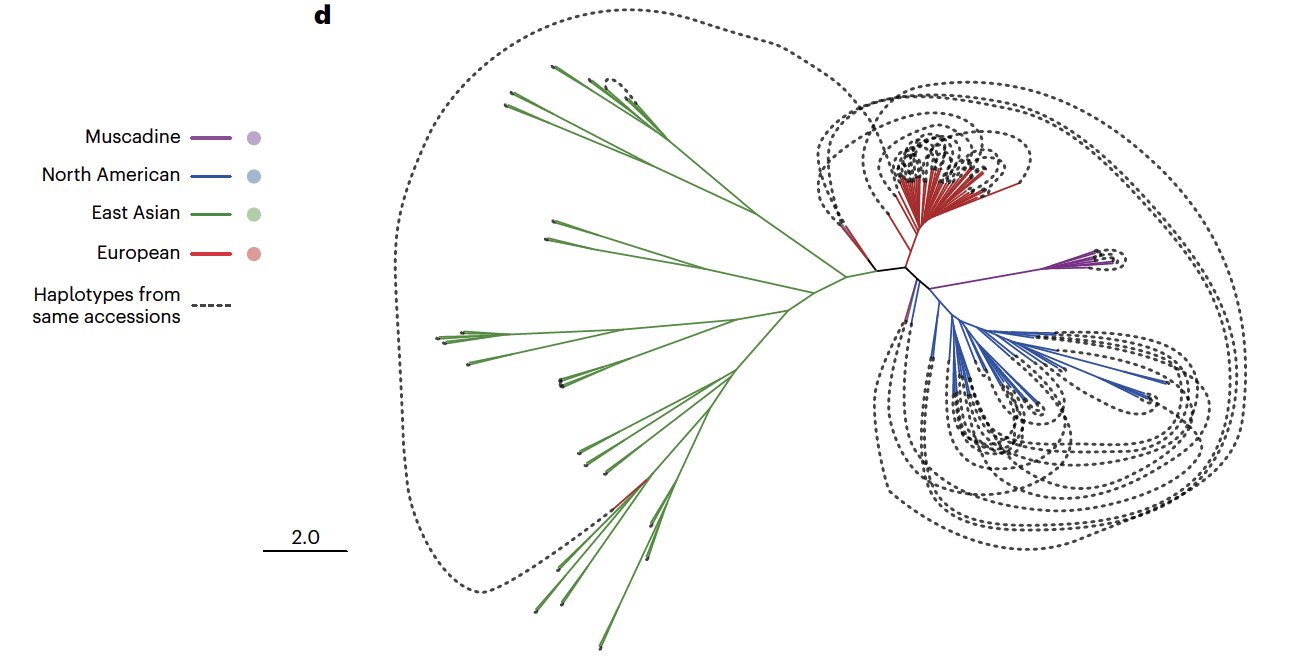 d
Muscadine
North American
East Asian
European
Haplotypes from
same accessions
2.0